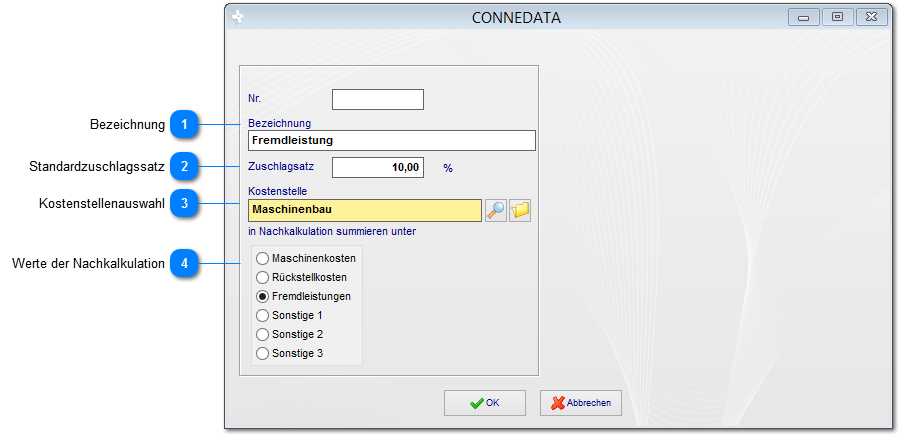 CONNEDATA
Nr.
Bezeichnung 1 Bezeichnung
Fremdleistung
Standardzuschlagssatz 2 Zuschlagsatz 10,00 %
Kostenstelle
Kostenstellenauswahl 3 Maschinenbau
in Nachkalkulation summieren unter
Werte der Nachkalkulation 4 Maschinenkosten
Rückstellkosten
Fremdleistungen
Sonstige 1
Sonstige 2
Sonstige 3
OK Abbrechen